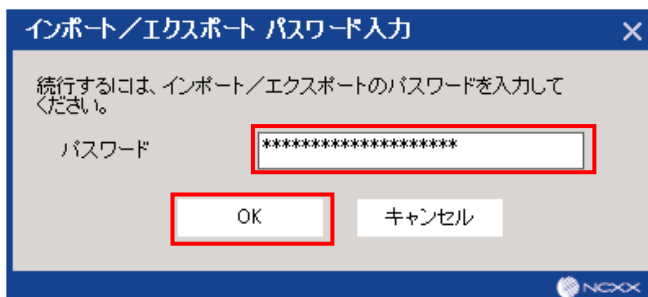 インポート／エクスポート パスワード入力
続行するには、インポート／エクスポートのパスワードを入力して
ください。
パスワード
********************
OK キャンセル
NCXX